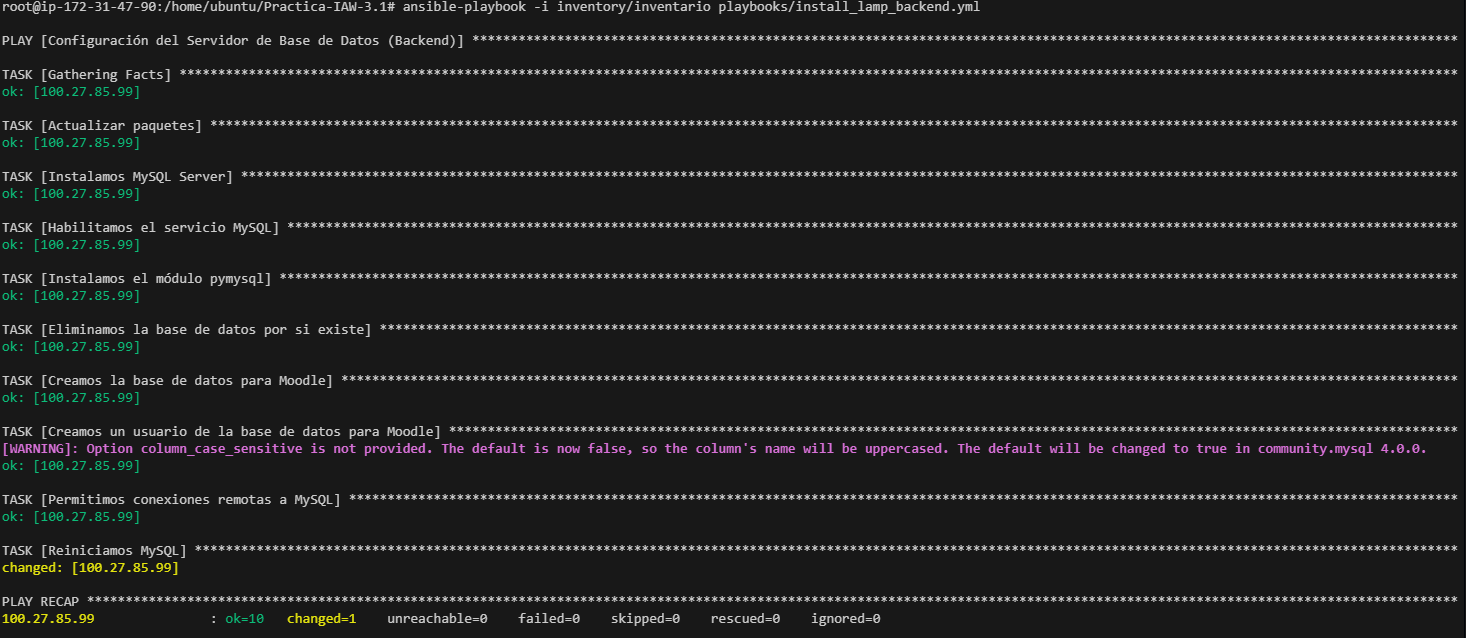 root@ip-172-31-47-90:/home/ubuntu/Practica-IAW-3.1# ansible-playbook -i inventory/inventario playbooks/install_lamp_backend.yml
PLAY [Configuración del Servidor de Base de Datos (Backend)] ********************************************************************************************************************************
TASK [Gathering Facts] **********************************************************************************************************************************************************************
ok: [100.27.85.99]
TASK [Actualizar paquetes] ******************************************************************************************************************************************************************
ok: [100.27.85.99]
TASK [Instalamos MySQL Server] **************************************************************************************************************************************************************
ok: [100.27.85.99]
TASK [Habilitamos el servicio MySQL] ********************************************************************************************************************************************************
ok: [100.27.85.99]
TASK [Instalamos el módulo pymysql] *********************************************************************************************************************************************************
ok: [100.27.85.99]
TASK [Eliminamos la base de datos por si existe] ********************************************************************************************************************************************
ok: [100.27.85.99]
TASK [Creamos la base de datos para Moodle] *************************************************************************************************************************************************
ok: [100.27.85.99]
TASK [Creamos un usuario de la base de datos para Moodle] ***********************************************************************************************************************************
[WARNING]: Option column_case_sensitive is not provided. The default is now false, so the column's name will be uppercased. The default will be changed to true in community.mysql 4.0.0.
ok: [100.27.85.99]
TASK [Permitimos conexiones remotas a MySQL] ************************************************************************************************************************************************
ok: [100.27.85.99]
TASK [Reiniciamos MySQL] ********************************************************************************************************************************************************************
changed: [100.27.85.99]
PLAY RECAP **********************************************************************************************************************************************************************************
100.27.85.99               : ok=10   changed=1    unreachable=0    failed=0    skipped=0    rescued=0    ignored=0